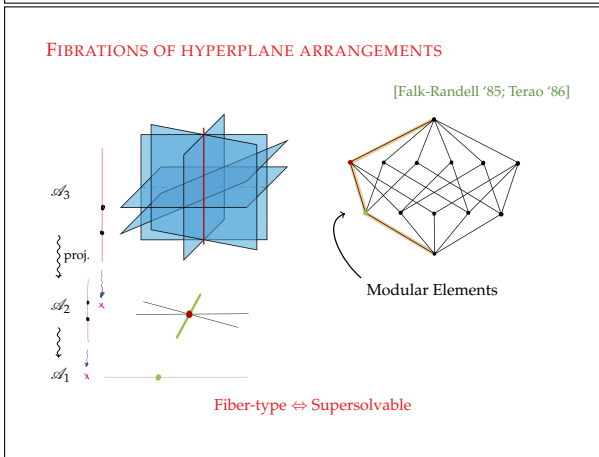 FIBRATIONS OF HYPERPLANE ARRANGEMENTS
[Falk-Randell ‘85; Terao ‘86]
𝒜₃
proj.
Modular Elements
𝒜₂
𝒜₁
Fiber-type ⇔ Supersolvable